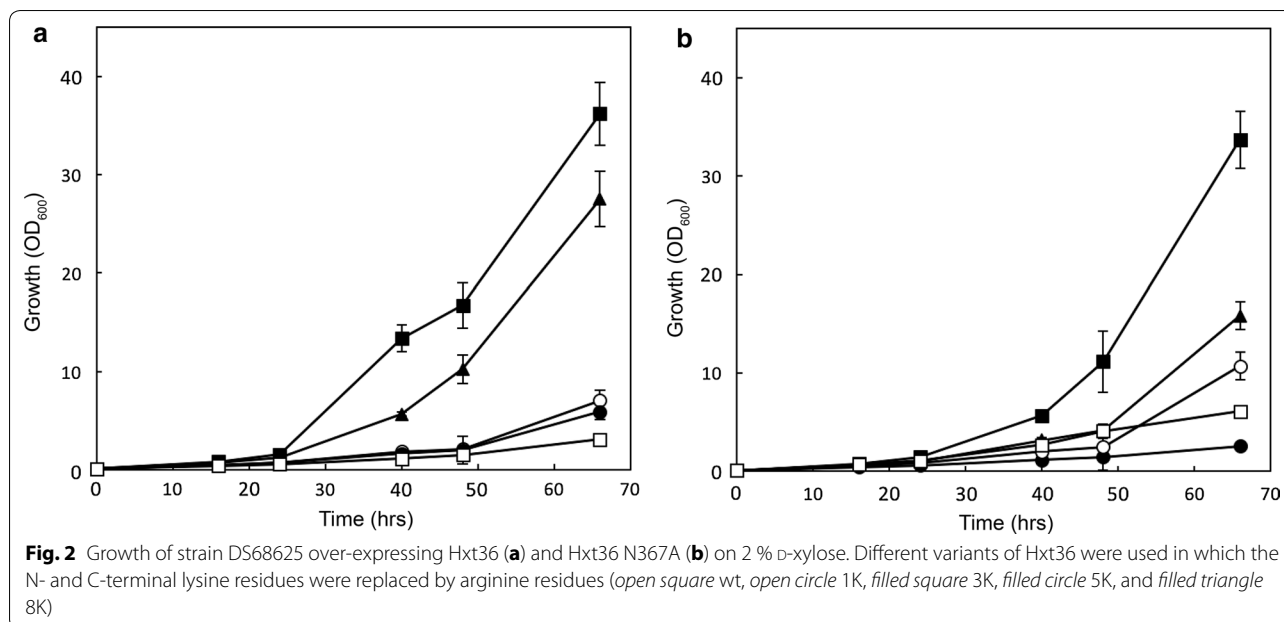 a
b
40
30
20
10
0
Growth (OD600)
0 10 20 30 40 50 60 70
Time (hrs)
40
30
20
10
0
Growth (OD600)
0 10 20 30 40 50 60 70
Time (hrs)
Fig. 2 Growth of strain DS68625 over-expressing Hxt36 (a) and Hxt36 N367A (b) on 2 % D-xylose. Different variants of Hxt36 were used in which the
N- and C-terminal lysine residues were replaced by arginine residues (open square wt, open circle 1K, filled square 3K, filled circle 5K, and filled triangle
8K)